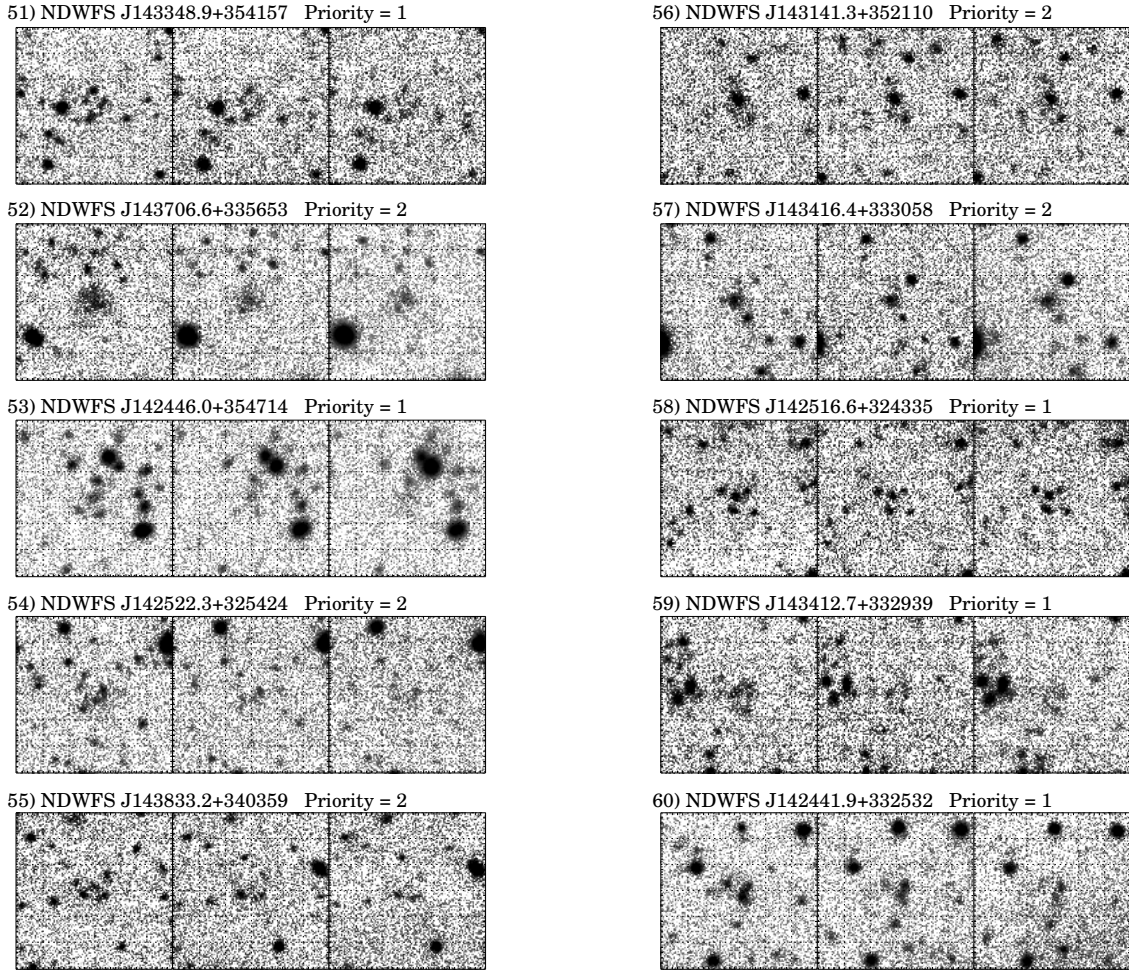 51) NDWFS J143348.9+354157 Priority = 1
52) NDWFS J143706.6+335653 Priority = 2
53) NDWFS J142446.0+354714 Priority = 1
54) NDWFS J142522.3+325424 Priority = 2
55) NDWFS J143833.2+340359 Priority = 2
56) NDWFS J143141.3+352110 Priority = 2
57) NDWFS J143416.4+333058 Priority = 2
58) NDWFS J142516.6+324335 Priority = 1
59) NDWFS J143412.7+332939 Priority = 1
60) NDWFS J142441.9+332532 Priority = 1